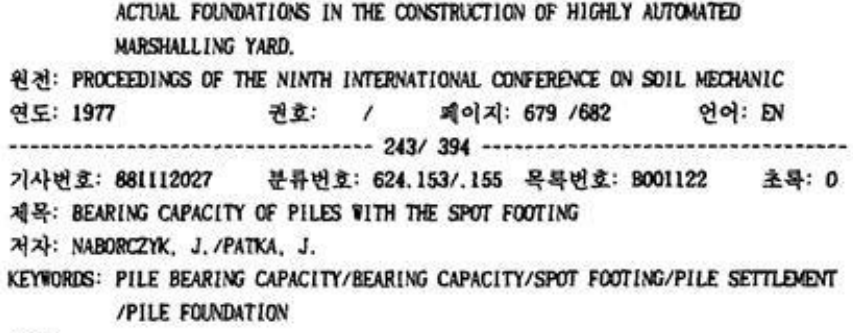 ACTUAL FOUNDATIONS IN THE CONSTRUCTION OF HIGHLY AUTOMATED
MARSHALLING YARD.
원전: PROCEEDINGS OF THE NINTH INTERNATIONAL CONFERENCE ON SOIL MECHANIC
연도: 1977 권호: / 페이지: 679 /682 언어: EN
---------------------------------- 243/ 394 ----------------------------------
기사번호: 881112027 분류번호: 624.153/.155 목록번호: B001122 초록: 0
제목: BEARING CAPACITY OF PILES WITH THE SPOT FOOTING
저자: NABORCZYK, J./PATKA, J.
KEYWORDS: PILE BEARING CAPACITY/BEARING CAPACITY/SPOT FOOTING/PILE SETTLEMENT
/PILE FOUNDATION